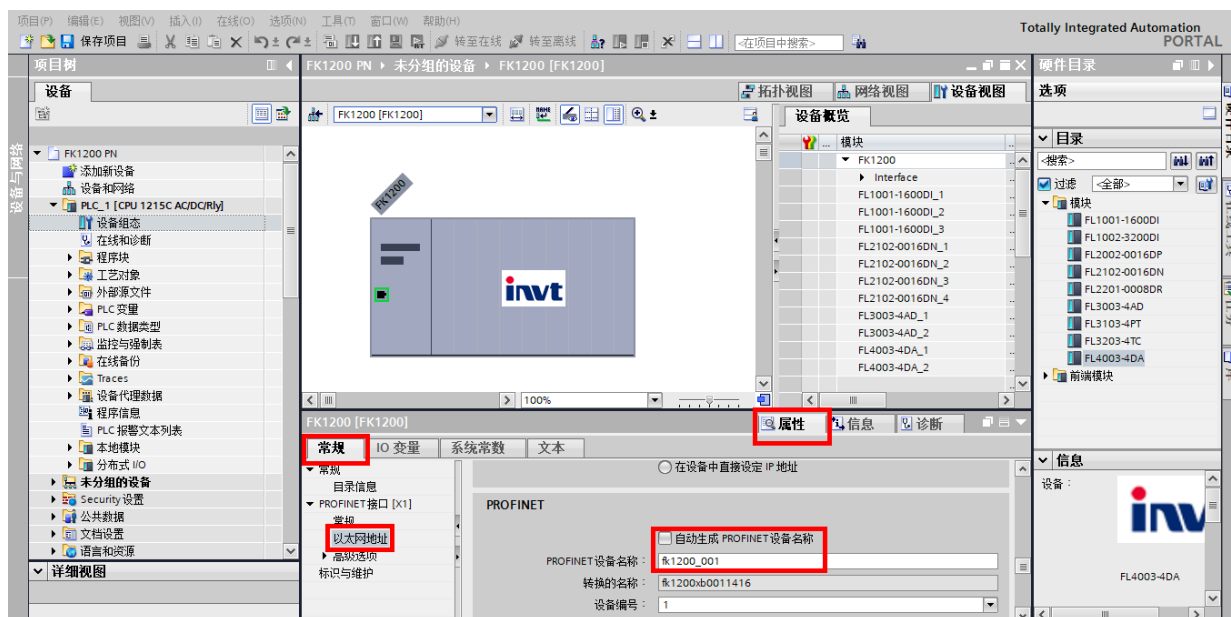 项目(P) 编辑(E) 视图(V) 插入(I) 在线(O) 选项(N) 工具(T) 窗口(W) 帮助(H)
Totally Integrated Automation
PORTAL
保存项目 转至在线 转至离线 <在项目中搜索>
项目树
FK1200 PN 未分组的设备 FK1200 [FK1200]
硬件目录
设备
拓扑视图 网络视图 设备视图
选项
FK1200 [FK1200]
设备概览
模块
目录
<搜索>
过滤 <全部>
设备与网络
FK1200 PN
添加新设备
设备和网络
PLC_1 [CPU 1215C AC/DC/Rly]
设备组态
在线和诊断
程序块
工艺对象
外部源文件
PLC 变量
PLC 数据类型
监控与强制表
在线备份
Traces
设备代理数据
程序信息
PLC 报警文本列表
本地模块
分布式 I/O
未分组的设备
Security 设置
公共数据
文档设置
语言和资源
详细视图
FK1200
invt
100%
FK1200
Interface
FL1001-1600DI_1
FL1001-1600DI_2
FL1001-1600DI_3
FL2102-0016DN_1
FL2102-0016DN_2
FL2102-0016DN_3
FL2102-0016DN_4
FL3003-4AD_1
FL3003-4AD_2
FL4003-4DA_1
FL4003-4DA_2
模块
FL1001-1600DI
FL1002-3200DI
FL2002-0016DP
FL2102-0016DN
FL2201-0008DR
FL3003-4AD
FL3103-4PT
FL3203-4TC
FL4003-4DA
前端模块
FK1200 [FK1200]
属性 信息 诊断
常规 IO 变量 系统常数 文本
常规
目录信息
PROFINET接口 [X1]
常规
以太网地址
高级选项
标识与维护
在设备中直接设定 IP 地址
PROFINET
自动生成 PROFINET 设备名称
PROFINET设备名称： fk1200_001
转换的名称： fk1200xb0011416
设备编号： 1
信息
设备：
inv
FL4003-4DA